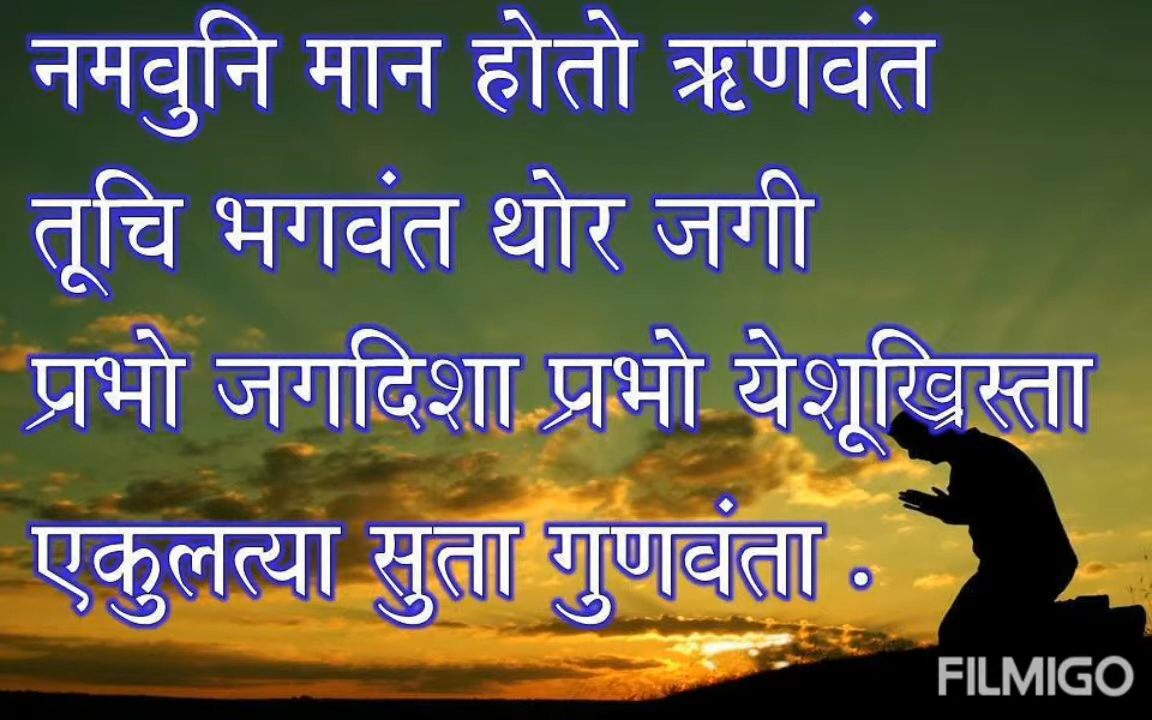 नमवुनि मान होतो ऋणवंत
तूचि भगवंत थोर जगी
प्रभो जगदिशा प्रभो येशूख्रिस्ता
एकुलत्या सुता गुणवंता .
FILMIGO